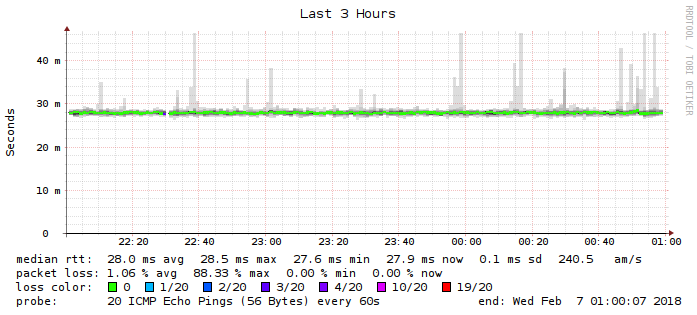 Last 3 Hours
RRDTOOL / TOBI OETIKER
Seconds
40 m
30 m
20 m
10 m
0
22:20 22:40 23:00 23:20 23:40 00:00 00:20 00:40 01:00
median rtt: 28.0 ms avg 28.5 ms max 27.6 ms min 27.9 ms now 0.1 ms sd 240.5 am/s
packet loss: 1.06 % avg 88.33 % max 0.00 % min 0.00 % now
loss color: 0 1/20 2/20 3/20 4/20 10/20 19/20
probe: 20 ICMP Echo Pings (56 Bytes) every 60s end: Wed Feb 7 01:00:07 2018